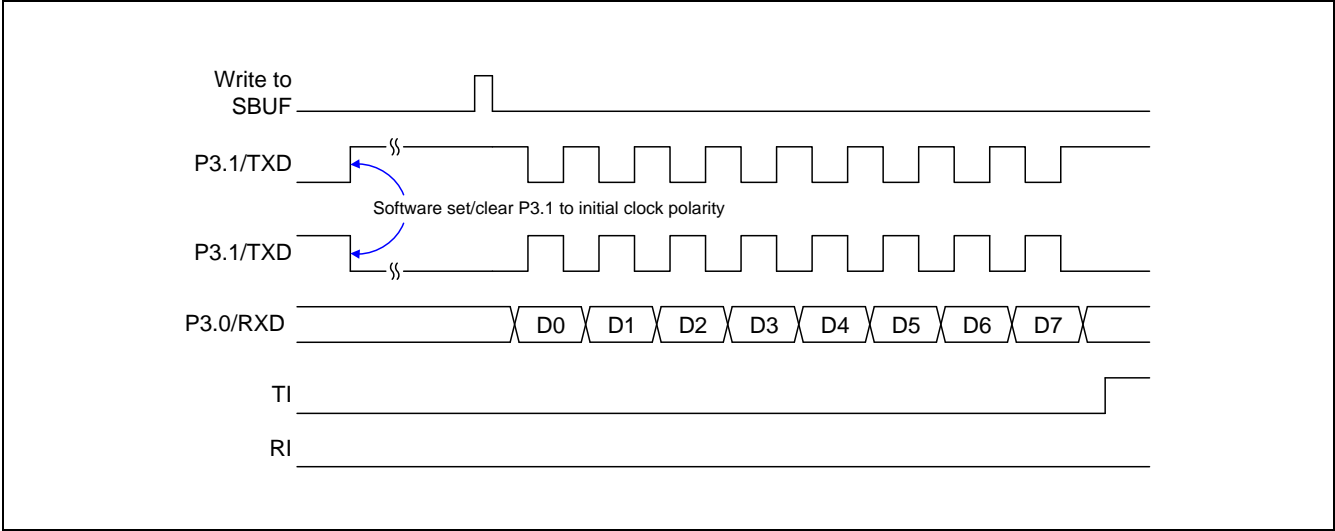 Write to
SBUF
P3.1/TXD
Software set/clear P3.1 to initial clock polarity
P3.1/TXD
P3.0/RXD D0 D1 D2 D3 D4 D5 D6 D7
TI
RI